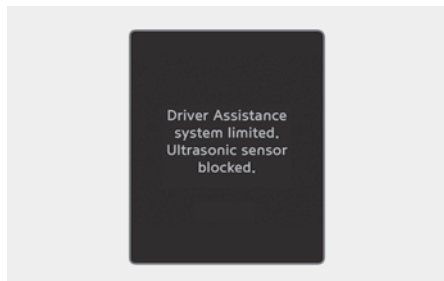 Driver Assistance
system limited.
Ultrasonic sensor
blocked.